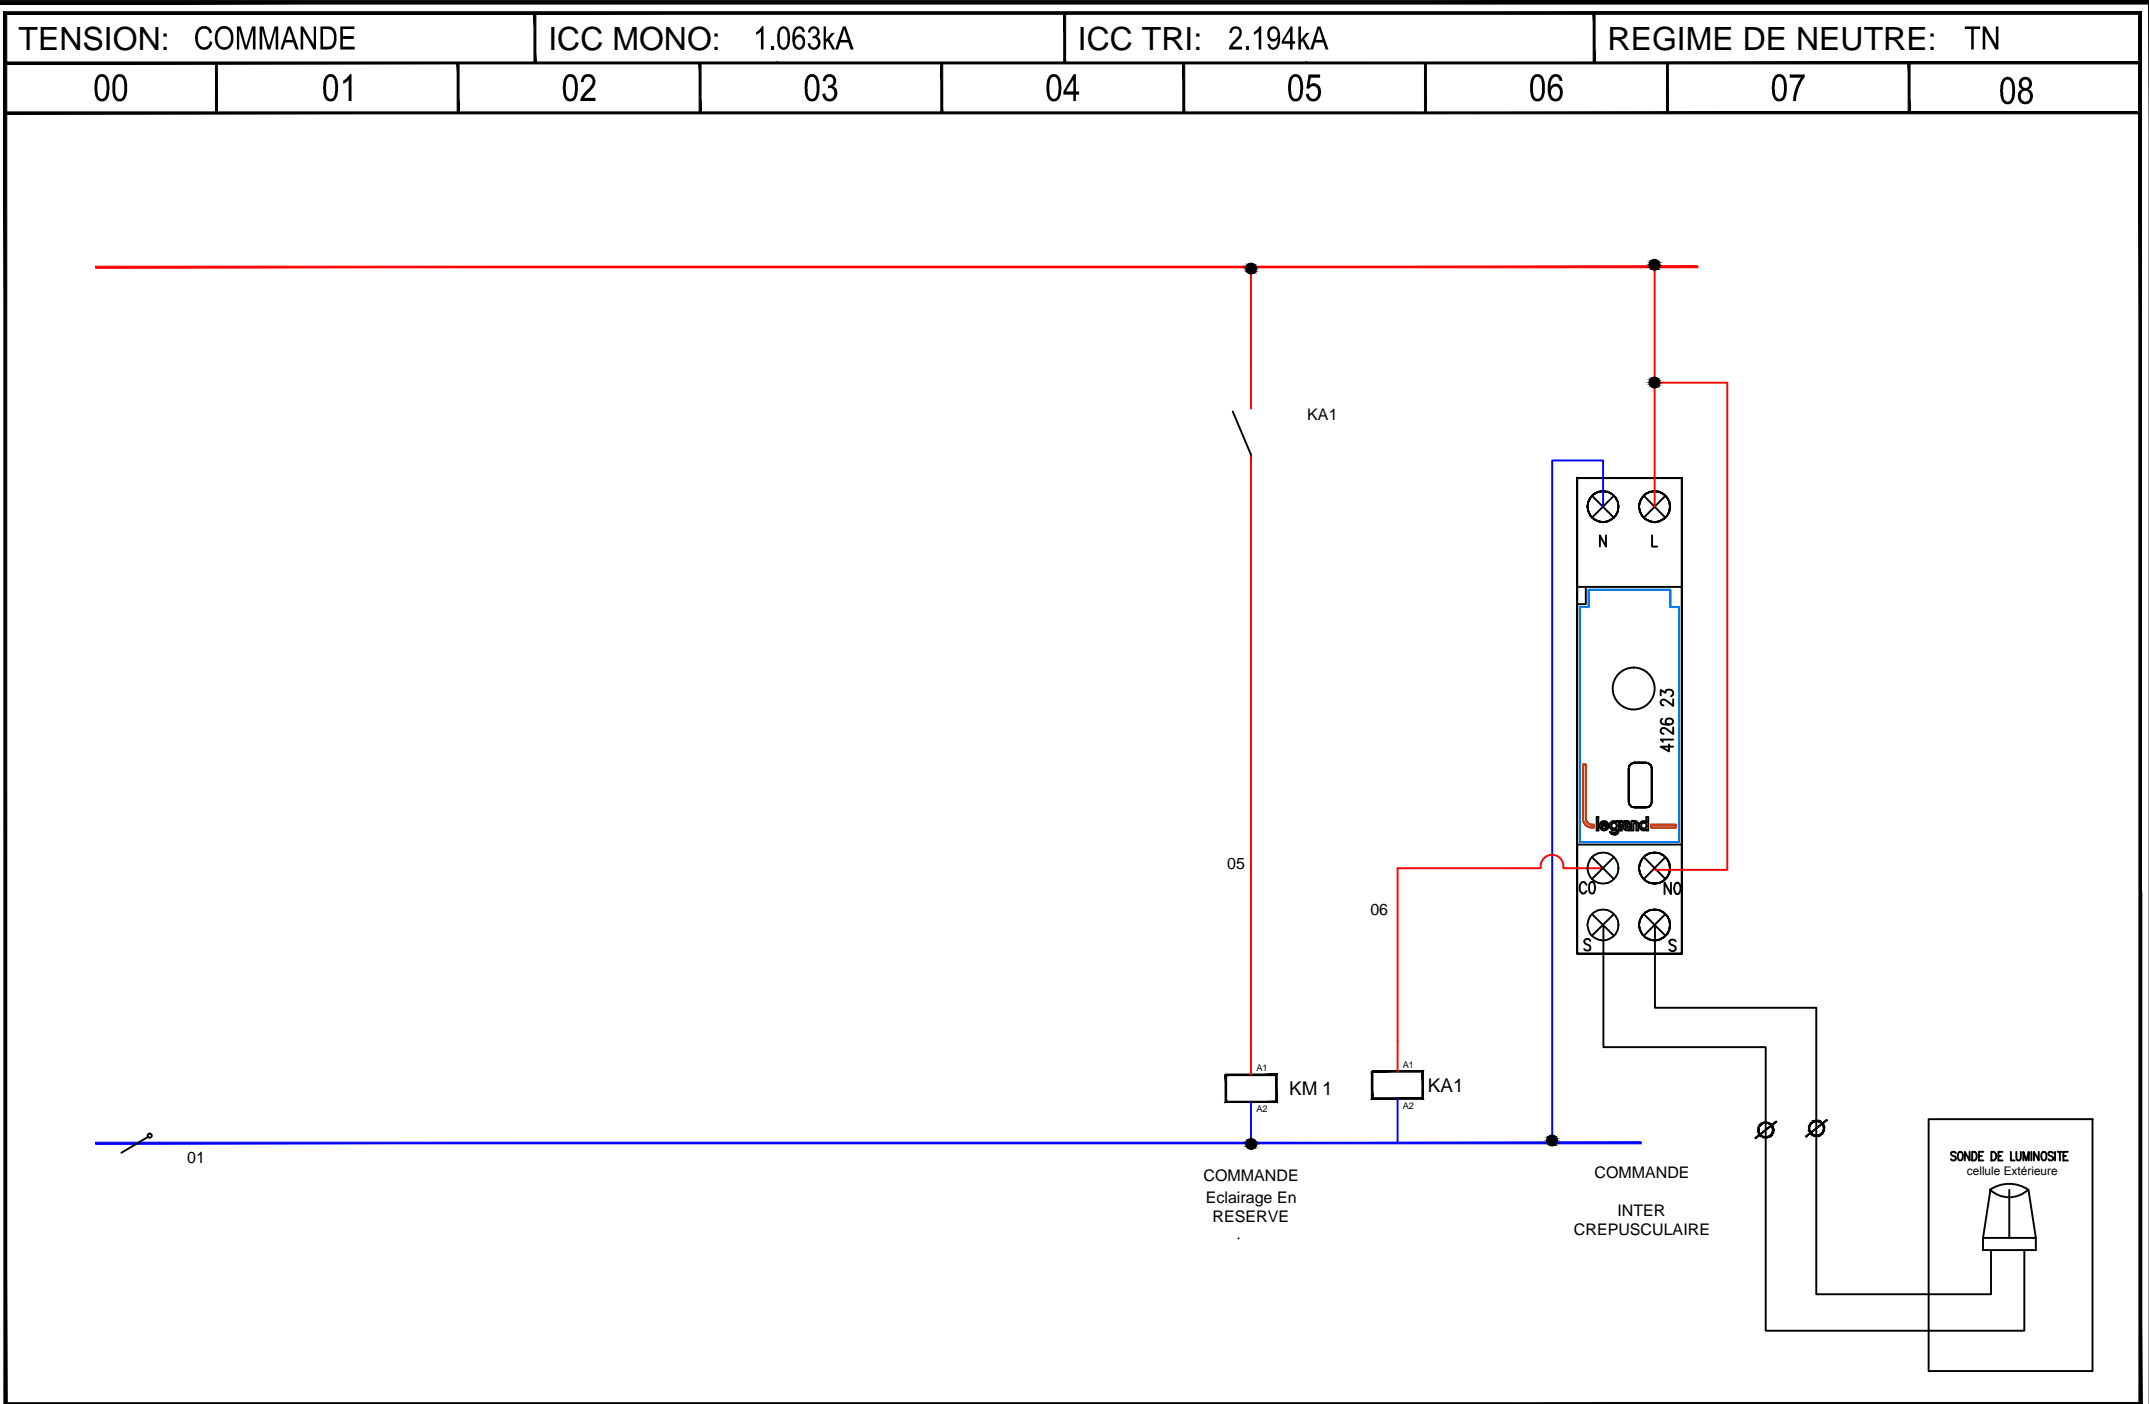 TENSION: COMMANDE
ICC MONO: 1.063kA
ICC TRI: 2.194kA
REGIME DE NEUTRE: TN
00 01 02 03 04 05 06 07 08
KA1
N L
4126 23
legrand
05
CO NO
06
S S
A1
KM 1
A2
A1
KA1
A2
01
COMMANDE
Eclairage En
RESERVE
.
COMMANDE
INTER
CREPUSCULAIRE
SONDE DE LUMINOSITE
cellule Extérieure